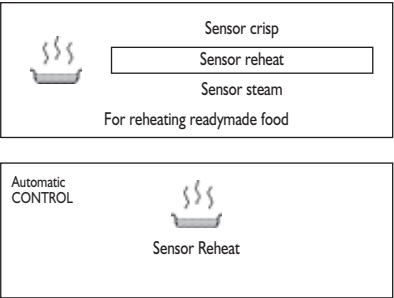 Sensor crisp
Sensor reheat
Sensor steam
For reheating readymade food
Automatic
CONTROL
Sensor Reheat